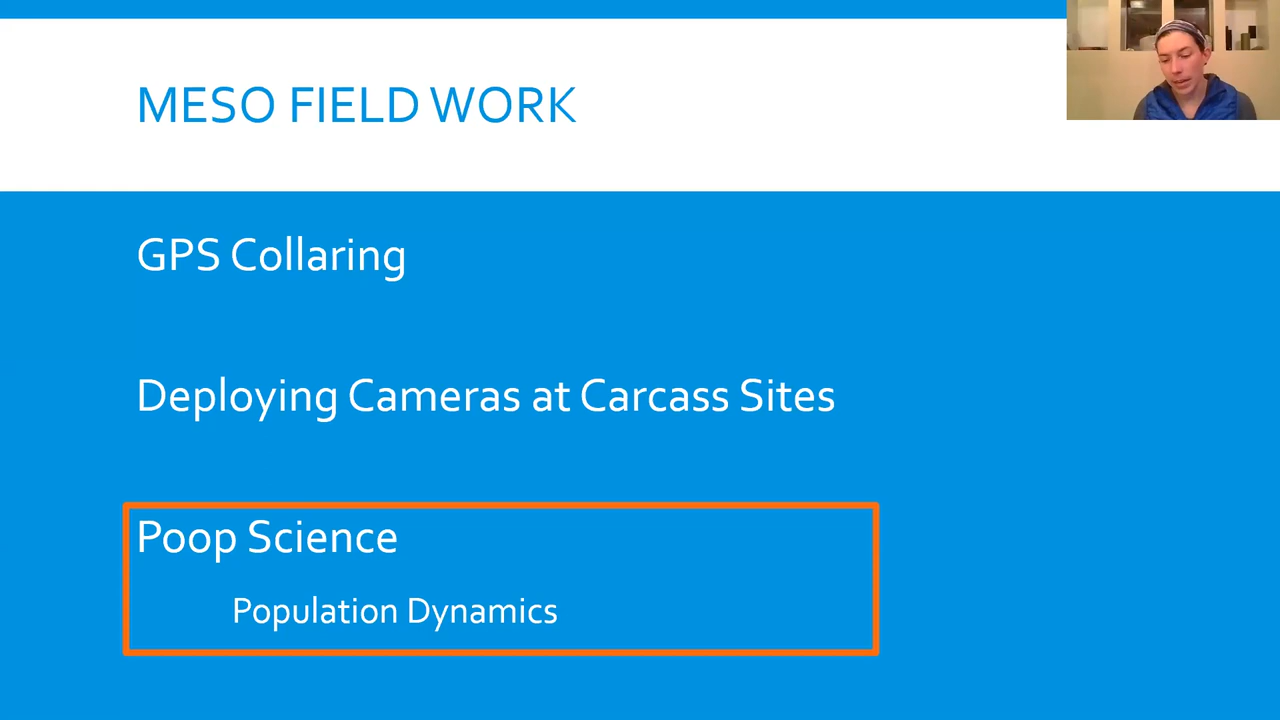 MESO FIELD WORK
GPS Collaring
Deploying Cameras at Carcass Sites
Poop Science
Population Dynamics